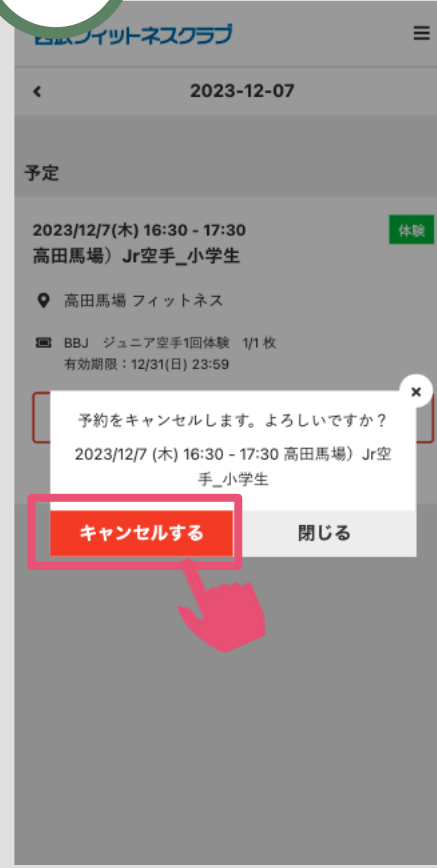 西武フィットネスクラブ
2023-12-07
予定
2023/12/7(木) 16:30 - 17:30
体験
高田馬場）Jr空手_小学生
高田馬場 フィットネス
BBJ ジュニア空手1回体験 1/1 枚
有効期限：12/31(日) 23:59
予約をキャンセルします。よろしいですか？
2023/12/7 (木) 16:30 - 17:30 高田馬場）Jr空
手_小学生
キャンセルする
閉じる